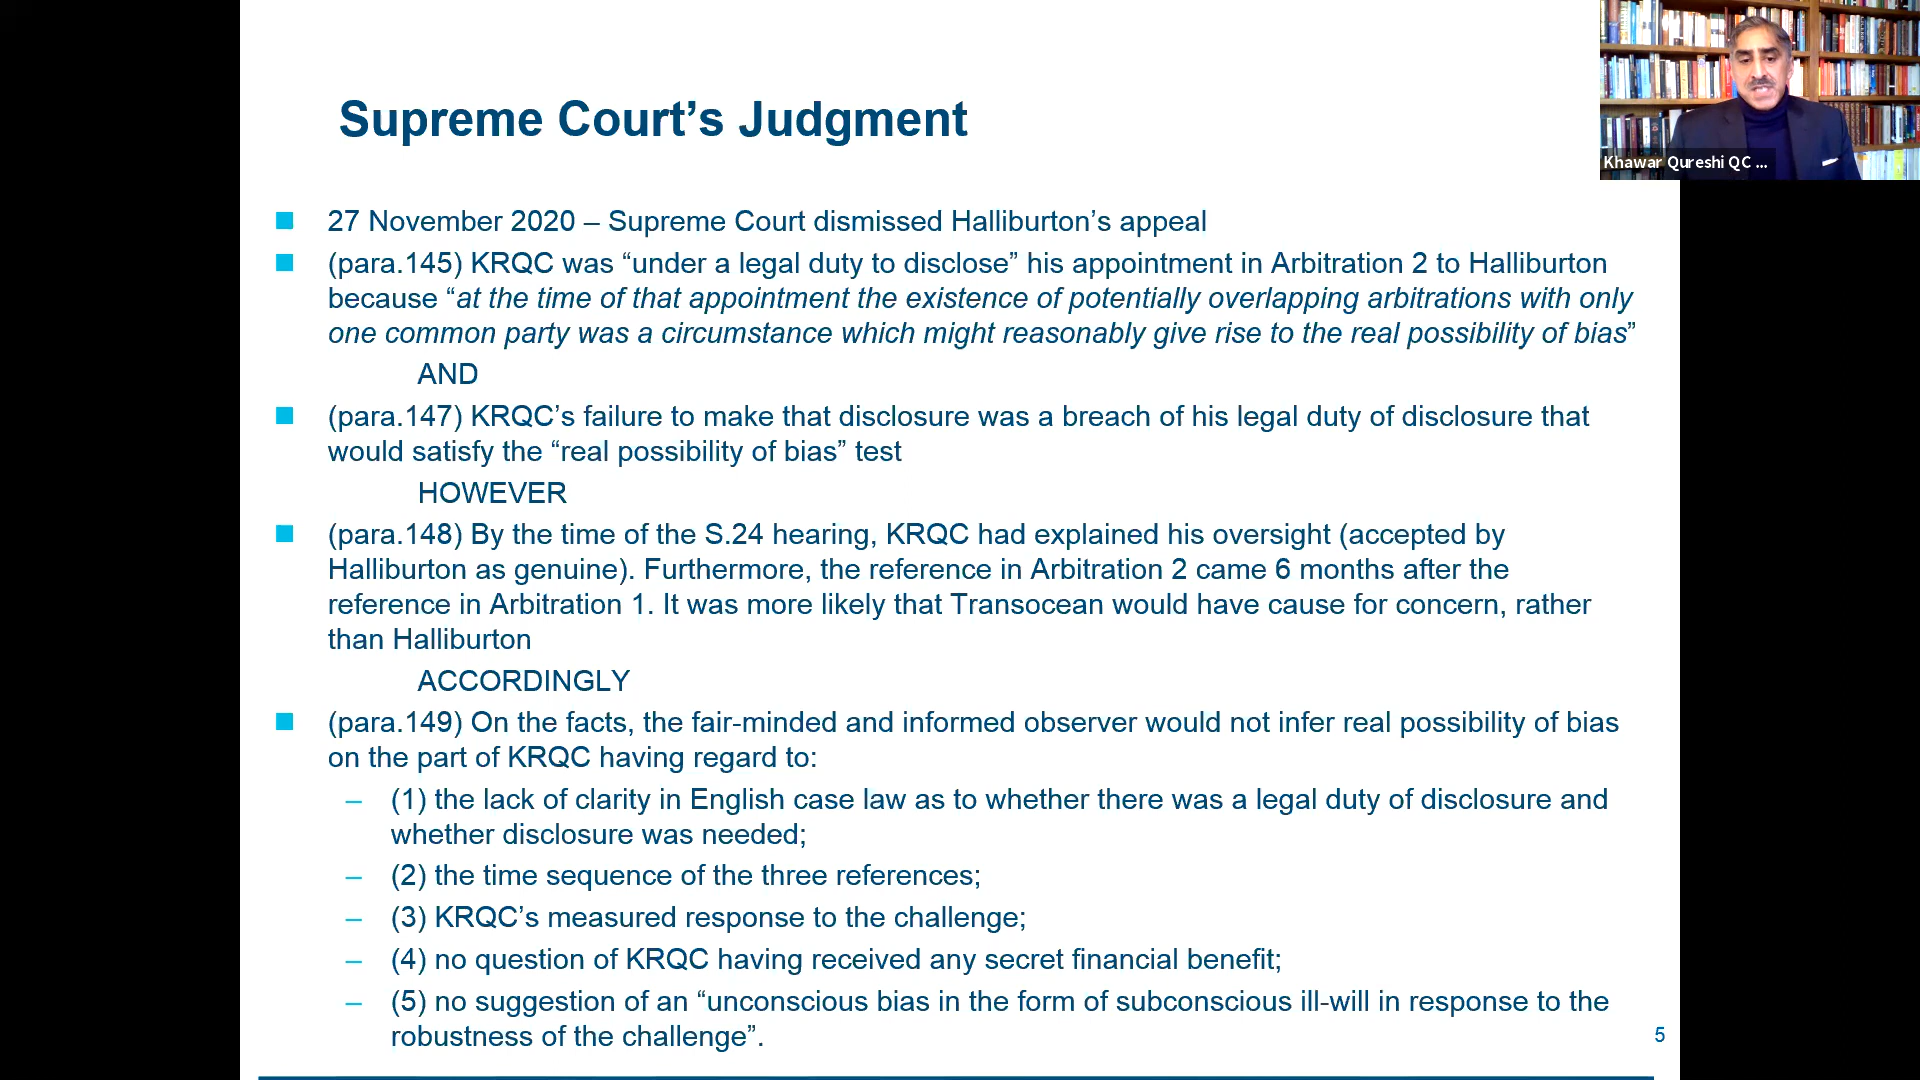 Supreme Court’s Judgment
Khawar Qureshi QC ...
27 November 2020 – Supreme Court dismissed Halliburton’s appeal
(para.145) KRQC was “under a legal duty to disclose” his appointment in Arbitration 2 to Halliburton
because “at the time of that appointment the existence of potentially overlapping arbitrations with only
one common party was a circumstance which might reasonably give rise to the real possibility of bias”
AND
(para.147) KRQC’s failure to make that disclosure was a breach of his legal duty of disclosure that
would satisfy the “real possibility of bias” test
HOWEVER
(para.148) By the time of the S.24 hearing, KRQC had explained his oversight (accepted by
Halliburton as genuine). Furthermore, the reference in Arbitration 2 came 6 months after the
reference in Arbitration 1. It was more likely that Transocean would have cause for concern, rather
than Halliburton
ACCORDINGLY
(para.149) On the facts, the fair-minded and informed observer would not infer real possibility of bias
on the part of KRQC having regard to:
– (1) the lack of clarity in English case law as to whether there was a legal duty of disclosure and
whether disclosure was needed;
– (2) the time sequence of the three references;
– (3) KRQC’s measured response to the challenge;
– (4) no question of KRQC having received any secret financial benefit;
– (5) no suggestion of an “unconscious bias in the form of subconscious ill-will in response to the
robustness of the challenge”.
5